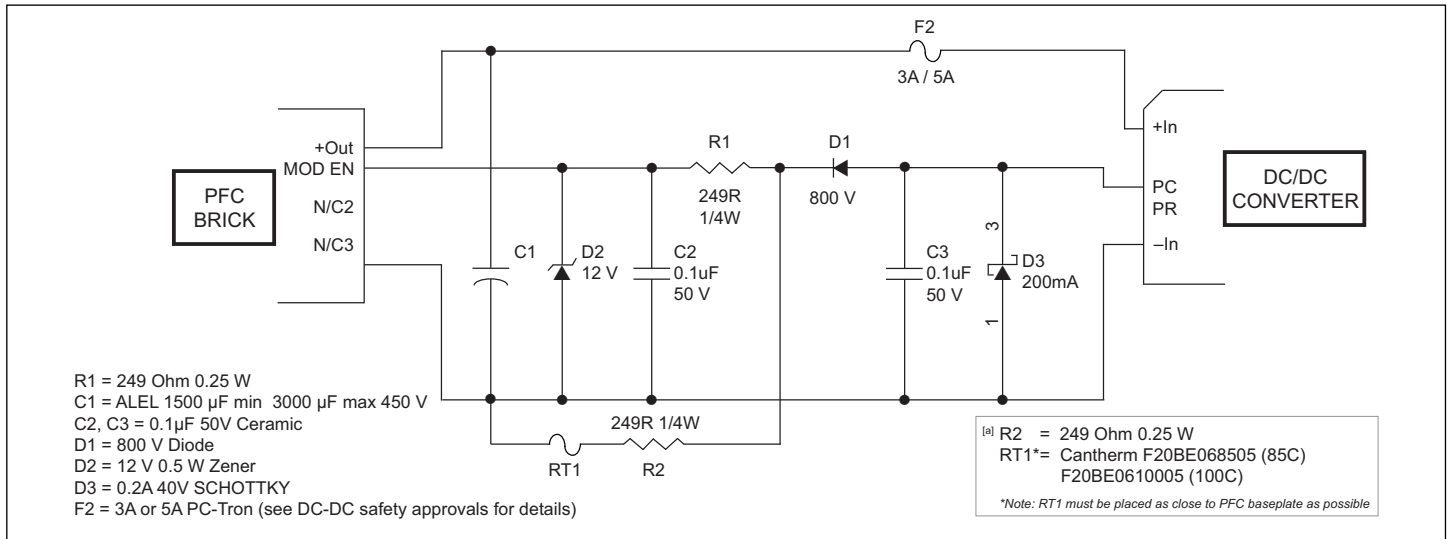 F2
3A / 5A
+Out
MOD EN
N/C2
N/C3
PFC
BRICK
R1
249R
1/4W
D1
800 V
+In
PC
PR
–In
DC/DC
CONVERTER
C1
D2
12 V
C2
0.1uF
50 V
C3
0.1uF
50 V
3
D3
200mA
1
R1 = 249 Ohm 0.25 W
C1 = ALEL 1500 µF min 3000 µF max 450 V
C2, C3 = 0.1µF 50V Ceramic
D1 = 800 V Diode
D2 = 12 V 0.5 W Zener
D3 = 0.2A 40V SCHOTTKY
F2 = 3A or 5A PC-Tron (see DC-DC safety approvals for details)
249R 1/4W
RT1
R2
[a] R2 = 249 Ohm 0.25 W
RT1*= Cantherm F20BE068505 (85C)
F20BE0610005 (100C)
*Note: RT1 must be placed as close to PFC baseplate as possible